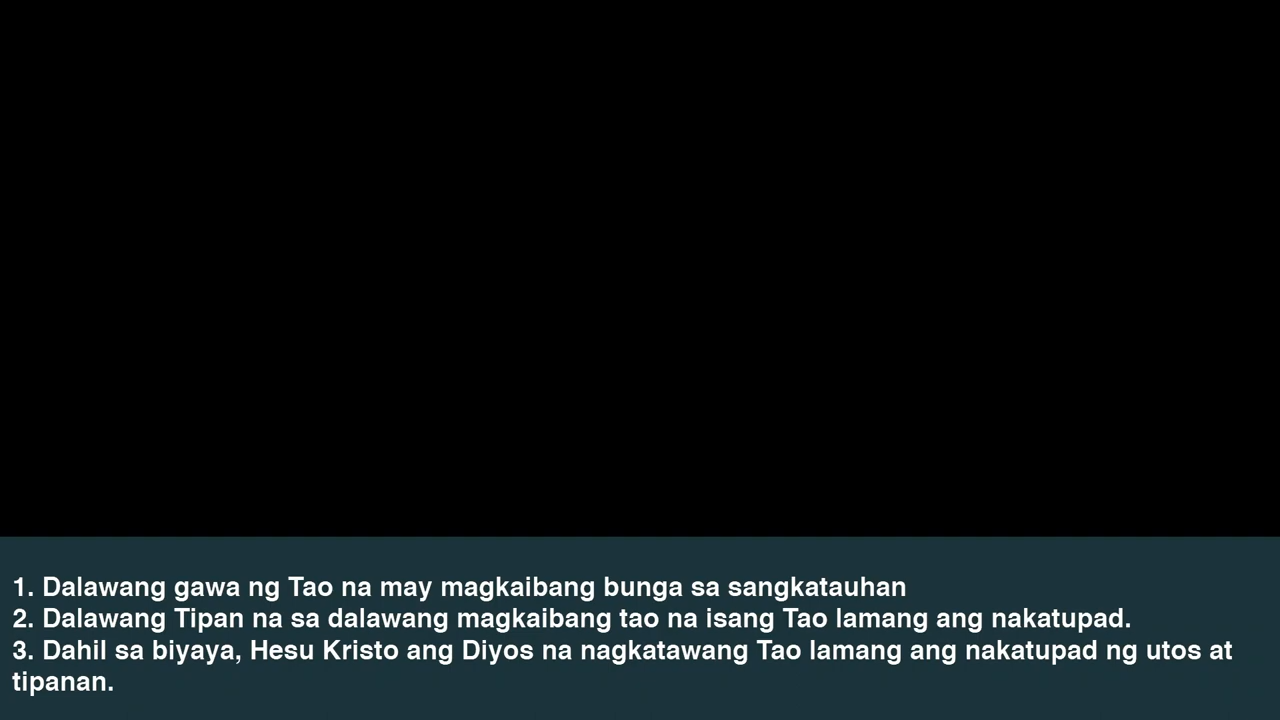 1. Dalawang gawa ng Tao na may magkaibang bunga sa sangkatauhan
2. Dalawang Tipan na sa dalawang magkaibang tao na isang Tao lamang ang nakatupad.
3. Dahil sa biyaya, Hesu Kristo ang Diyos na nagkatawang Tao lamang ang nakatupad ng utos at
tipanan.